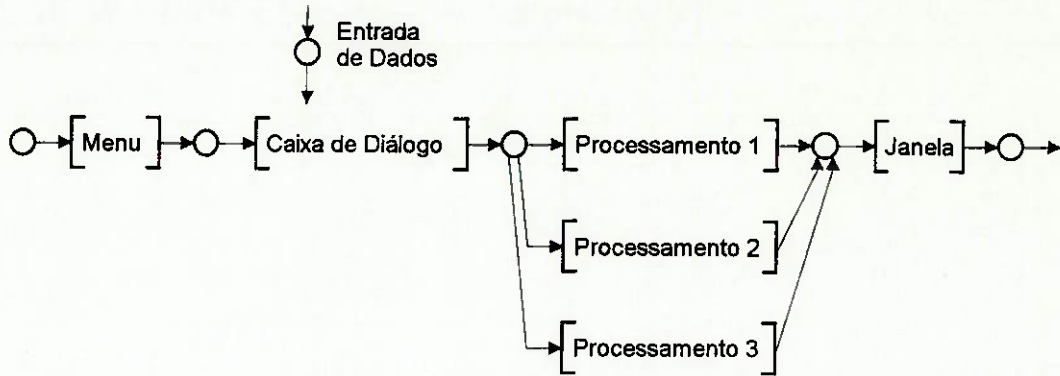 Entrada
de Dados
Menu
Caixa de Diálogo
Processamento 1
Janela
Processamento 2
Processamento 3